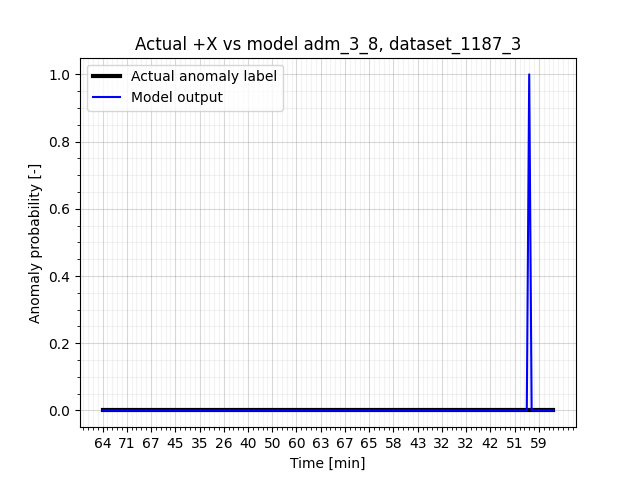 Actual +X vs model adm_3_8, dataset_1187_3
Actual anomaly label
Model output
Anomaly probability [-]
1.0
0.8
0.6
0.4
0.2
0.0
64 71 67 45 35 26 40 50 60 63 67 65 58 43 32 32 42 51 59
Time [min]